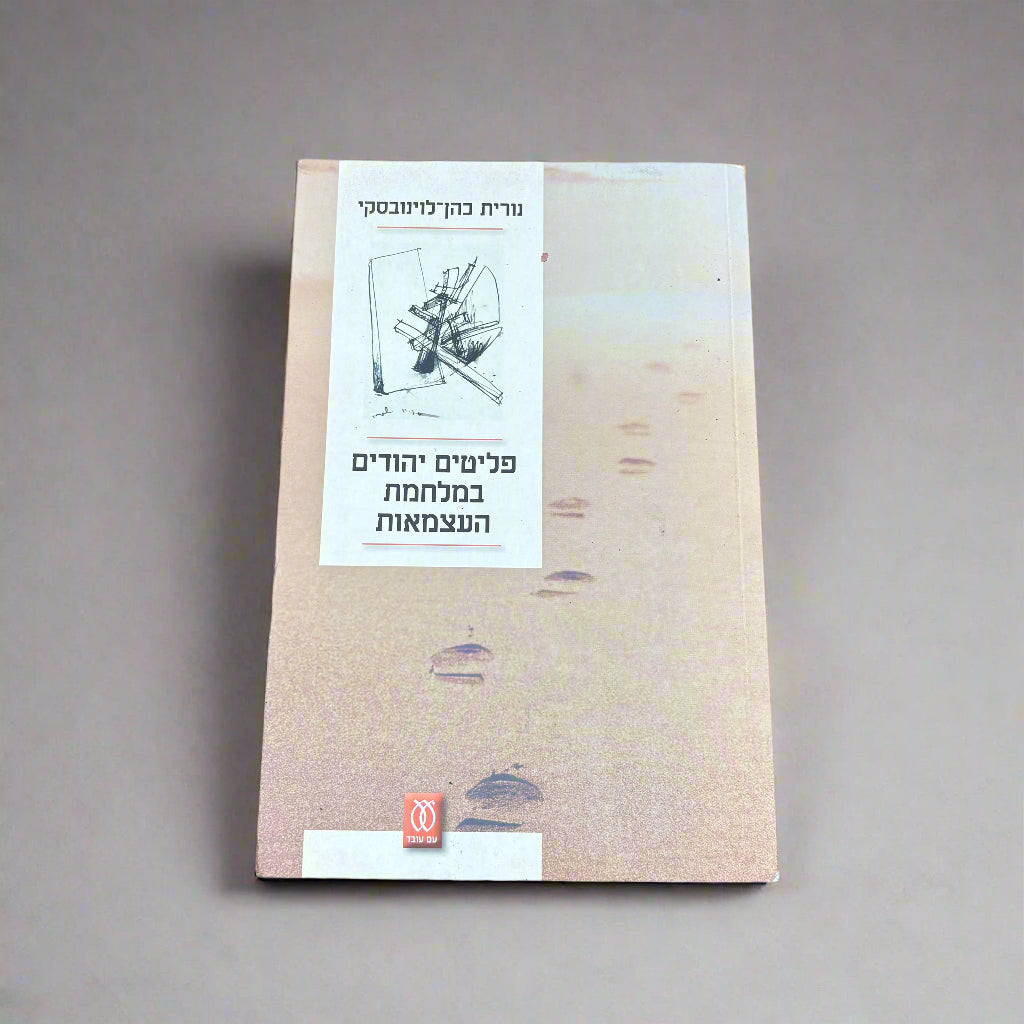 נורית כהן־לוינובסקי
פליטים יהודים
במלחמת
העצמאות
עם עובד